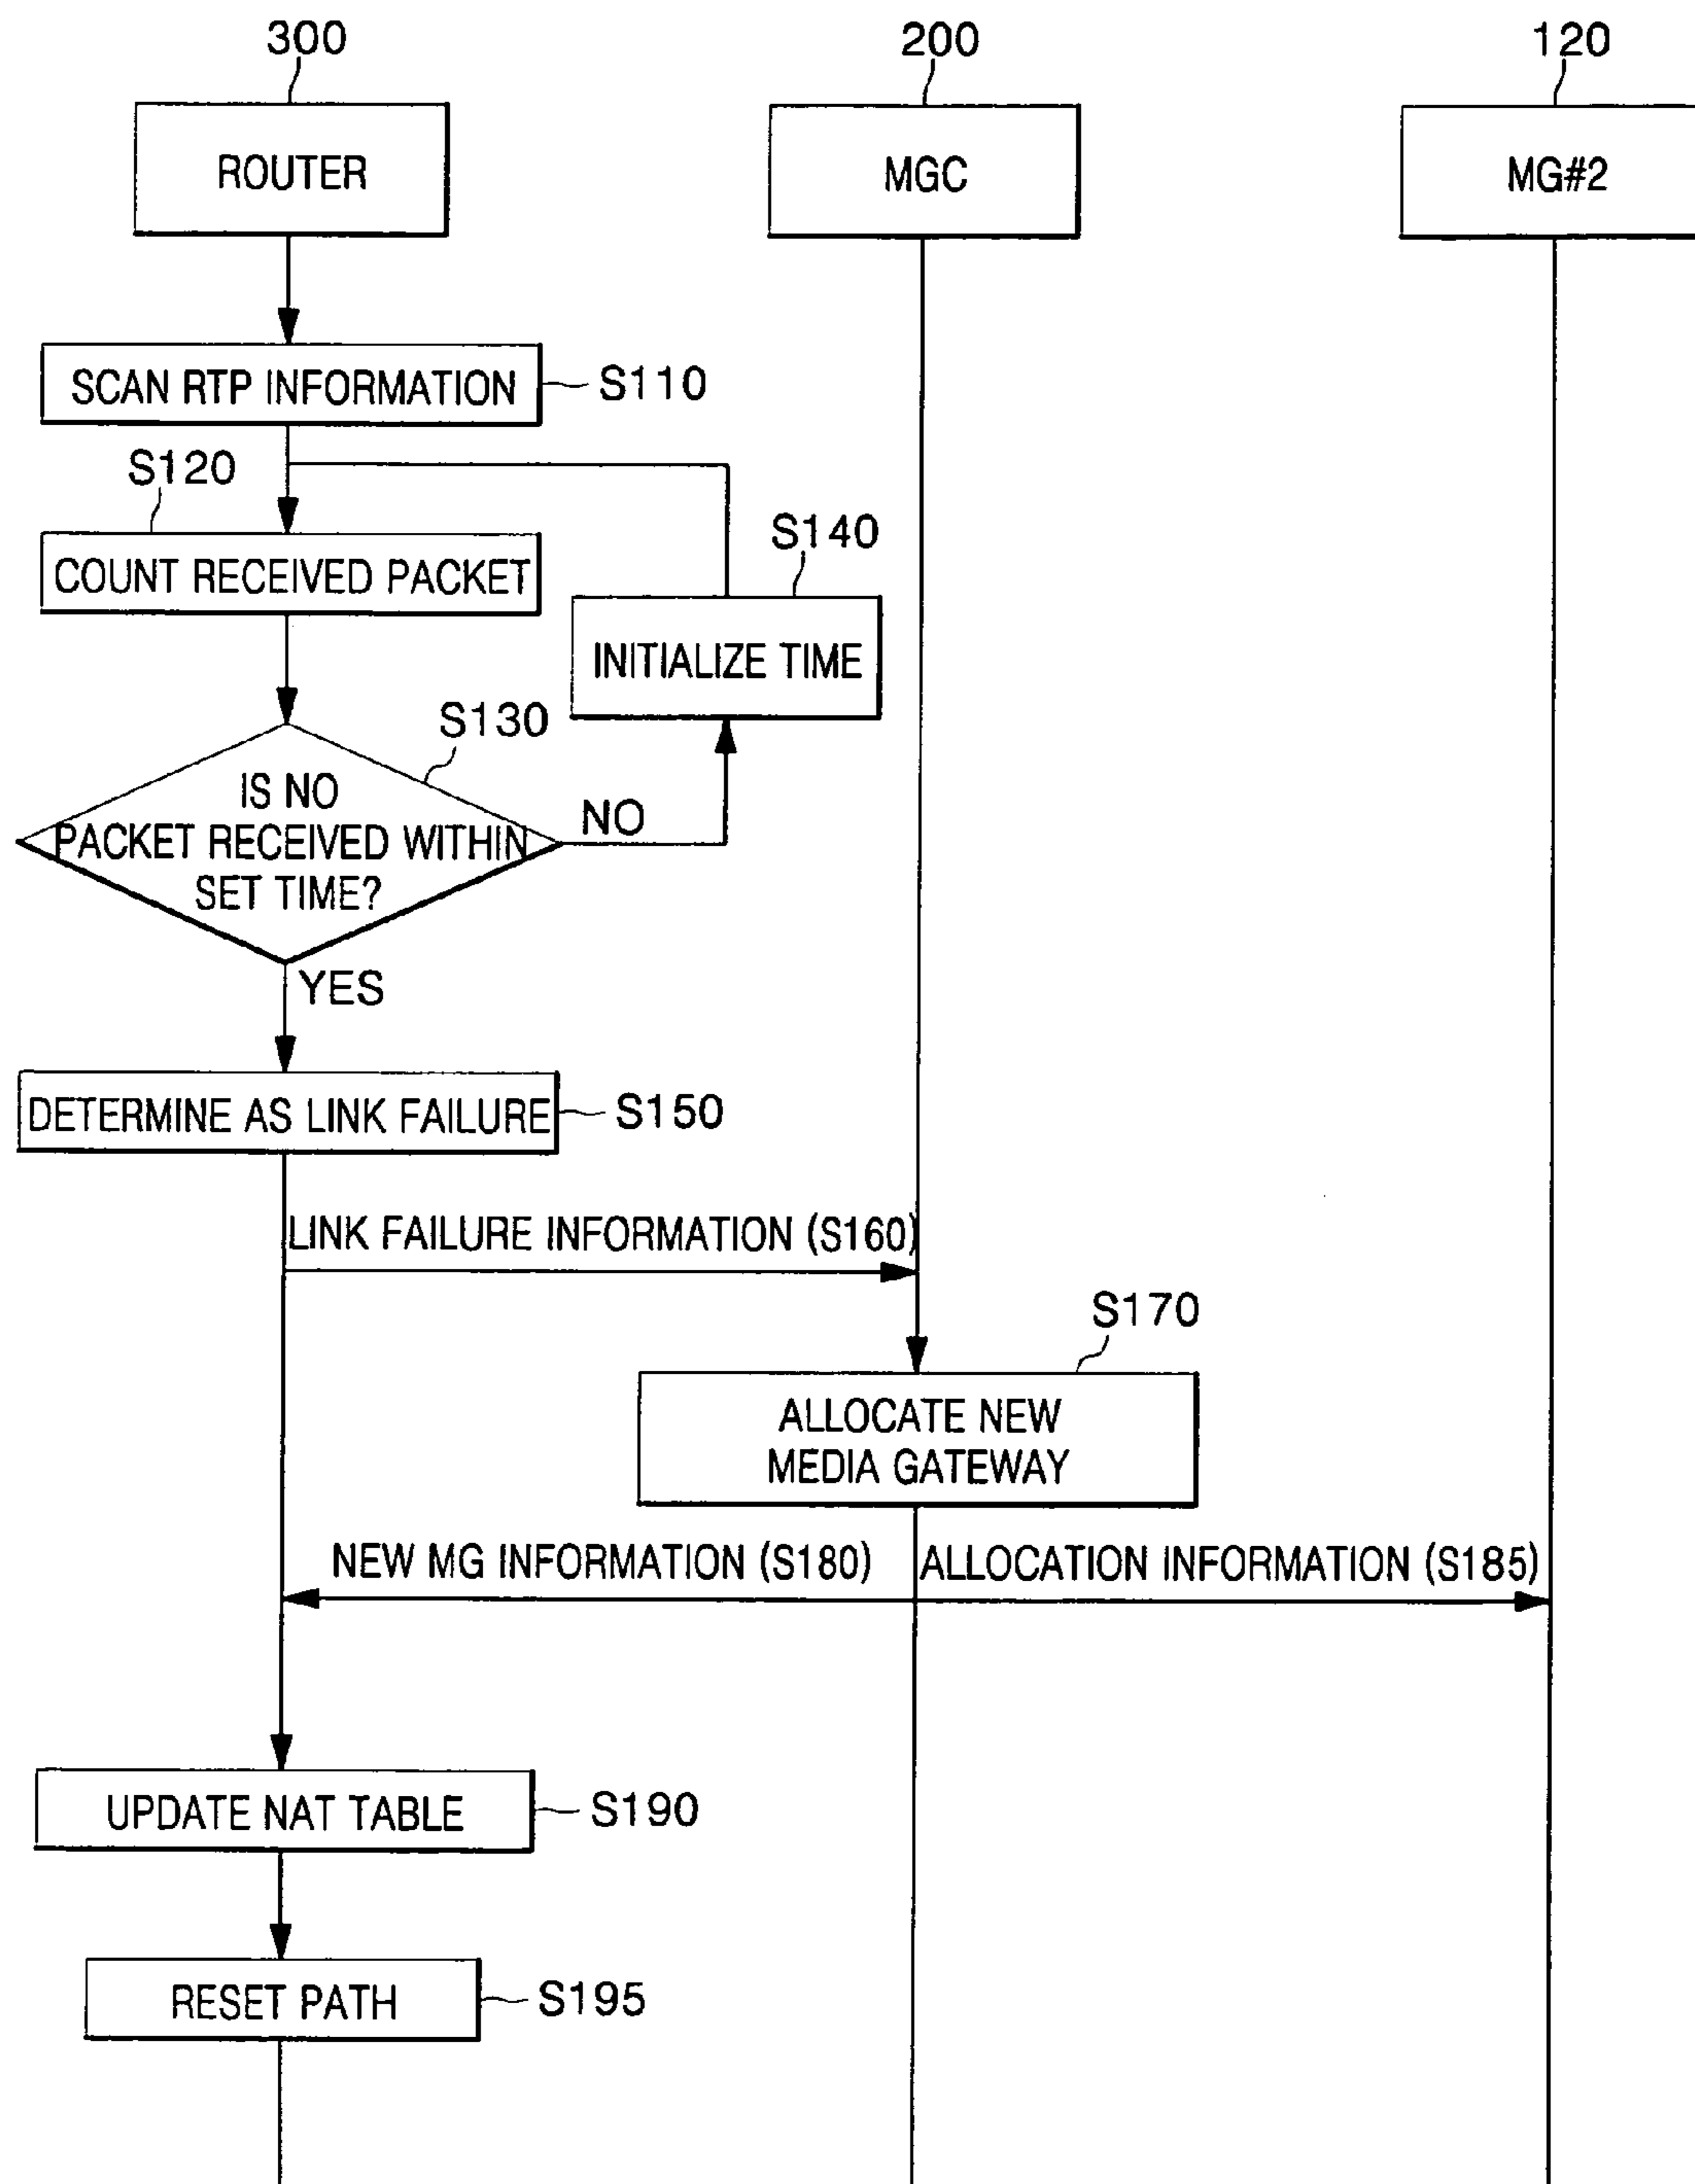 300
200
120
ROUTER
MGC
MG#2
SCAN RTP INFORMATION
S110
S120
COUNT RECEIVED PACKET
S140
INITIALIZE TIME
S130
IS NO
PACKET RECEIVED WITHIN
SET TIME?
NO
YES
DETERMINE AS LINK FAILURE
S150
LINK FAILURE INFORMATION (S160)
S170
ALLOCATE NEW
MEDIA GATEWAY
NEW MG INFORMATION (S180)
ALLOCATION INFORMATION (S185)
UPDATE NAT TABLE
S190
RESET PATH
S195